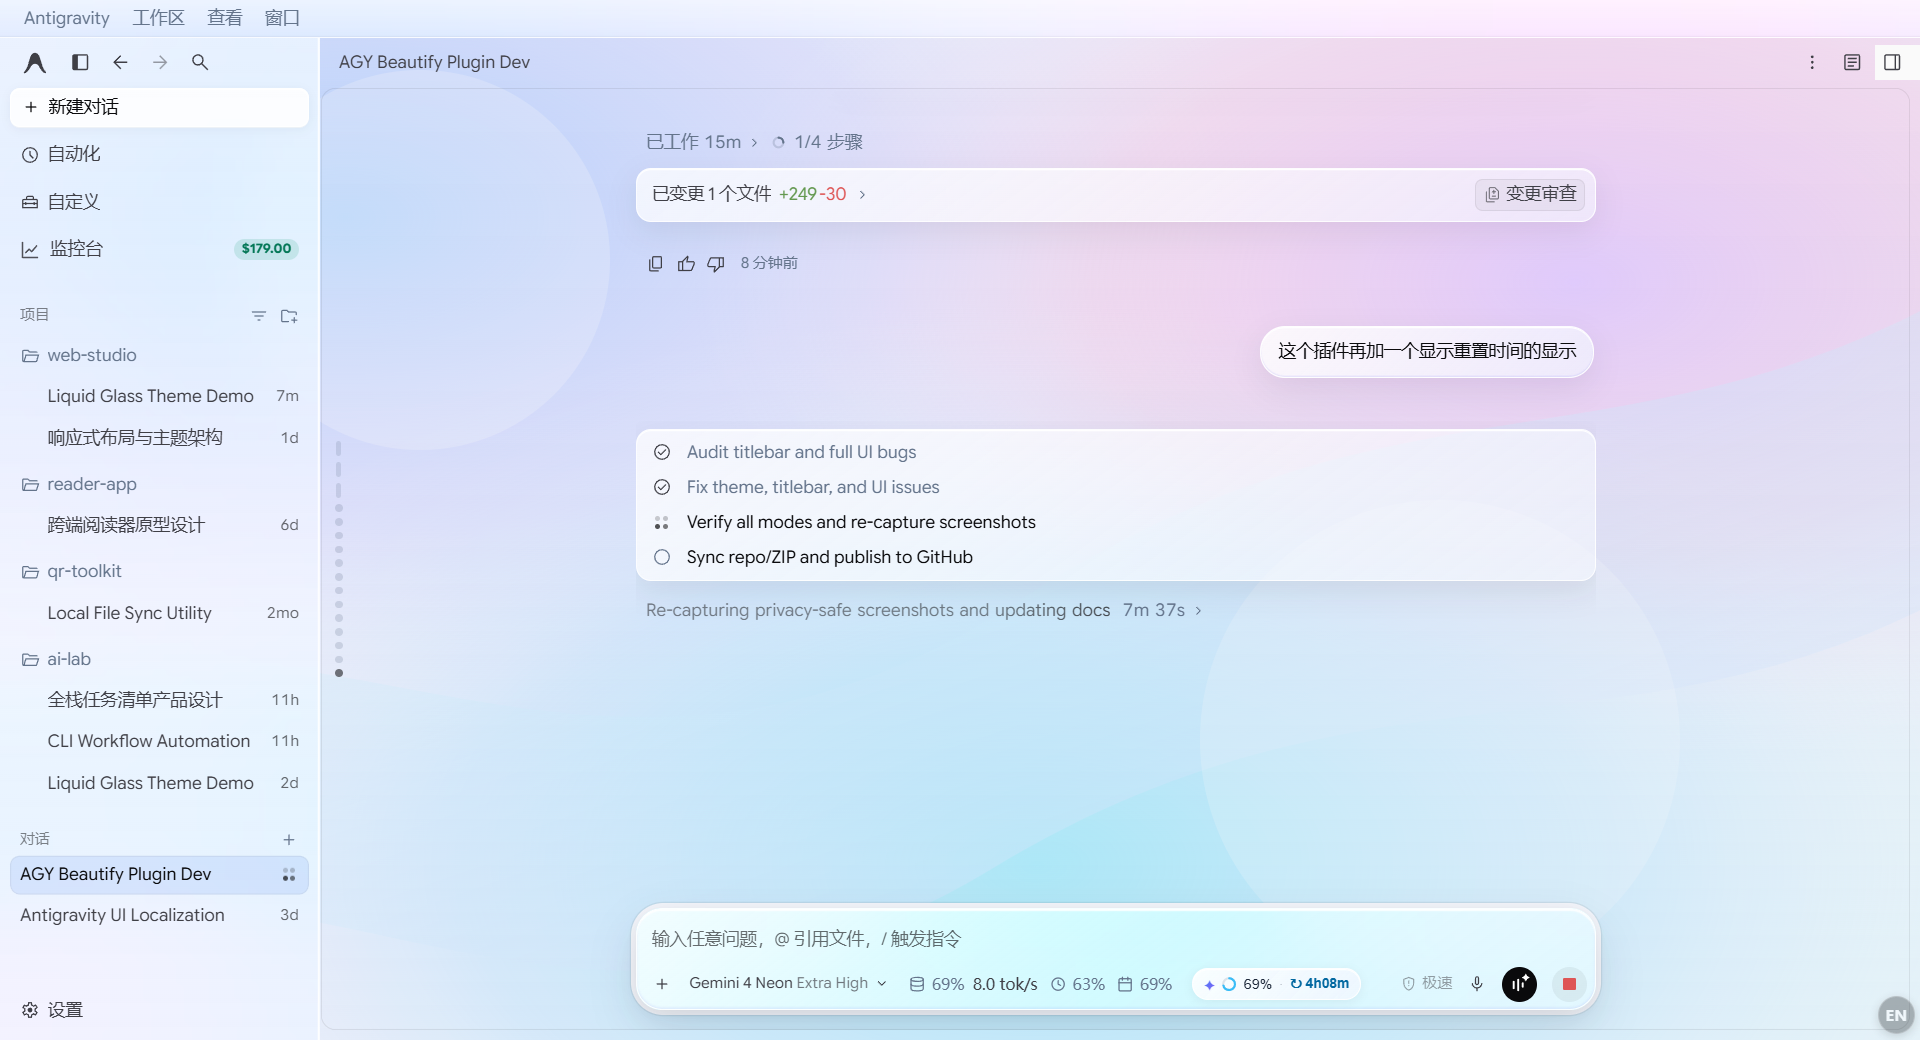 Antigravity 工作区 查看 窗口
AGY Beautify Plugin Dev
新建对话
自动化
自定义
监控台 $179.00
项目
web-studio
Liquid Glass Theme Demo 7m
响应式布局与主题架构 1d
reader-app
跨端阅读器原型设计 6d
qr-toolkit
Local File Sync Utility 2mo
ai-lab
全栈任务清单产品设计 11h
CLI Workflow Automation 11h
Liquid Glass Theme Demo 2d
对话
AGY Beautify Plugin Dev
Antigravity UI Localization 3d
设置
已工作 15m 1/4 步骤
已变更 1 个文件 +249 -30 变更审查
8 分钟前
这个插件再加一个显示重置时间的显示
Audit titlebar and full UI bugs
Fix theme, titlebar, and UI issues
Verify all modes and re-capture screenshots
Sync repo/ZIP and publish to GitHub
Re-capturing privacy-safe screenshots and updating docs 7m 37s
输入任意问题，@ 引用文件，/ 触发指令
Gemini 4 Neon Extra High 69% 8.0 tok/s 63% 69% 69% · ↻ 4h08m 极速
EN